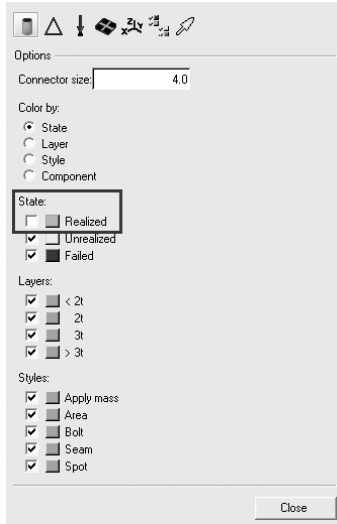 Options
Connector size: 4.0
Color by:
State
Layer
Style
Component
State:
Realized
Unrealized
Failed
Layers:
< 2t
2t
3t
> 3t
Styles:
Apply mass
Area
Bolt
Seam
Spot
Close